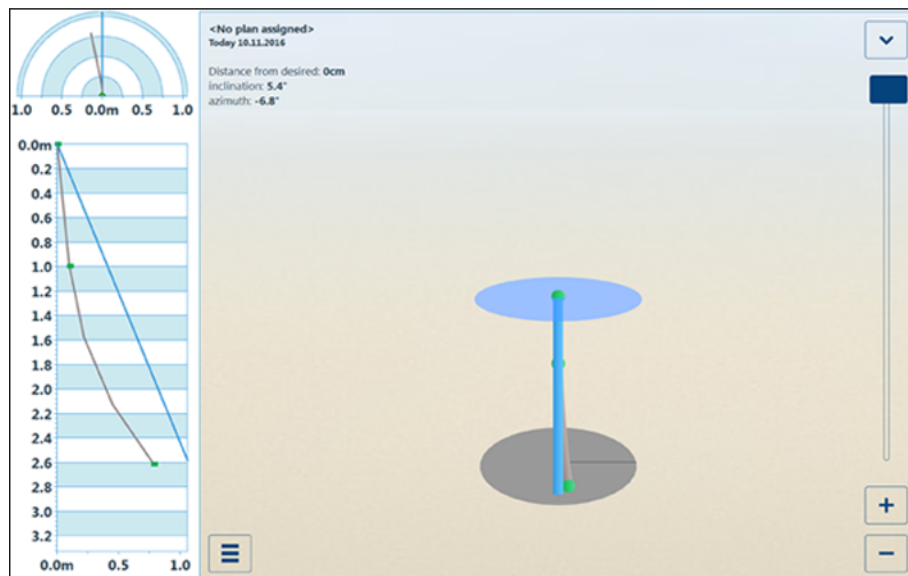 <No plan assigned>
Today 10.11.2016
Distance from desired: 0cm
inclination: 5.4°
azimuth: -6.8°
1.0 0.5 0.0m 0.5 1.0
0.0m
0.2
0.4
0.6
0.8
1.0
1.2
1.4
1.6
1.8
2.0
2.2
2.4
2.6
2.8
3.0
3.2
0.0m 0.5 1.0